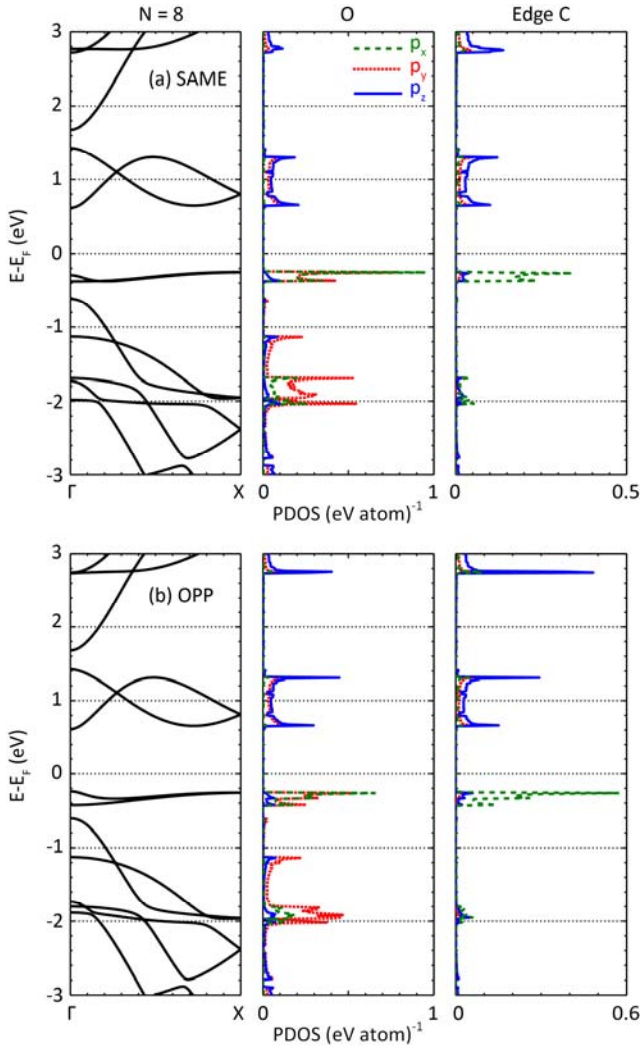 N = 8 O Edge C
3
2
1
0
-1
-2
-3
E-E_F (eV)
(a) SAME
p_x
p_y
p_z
Γ X 0 1 0 0.5
PDOS (eV atom)^-1
3
2
1
0
-1
-2
-3
E-E_F (eV)
(b) OPP
Γ X 0 1 0 0.6
PDOS (eV atom)^-1